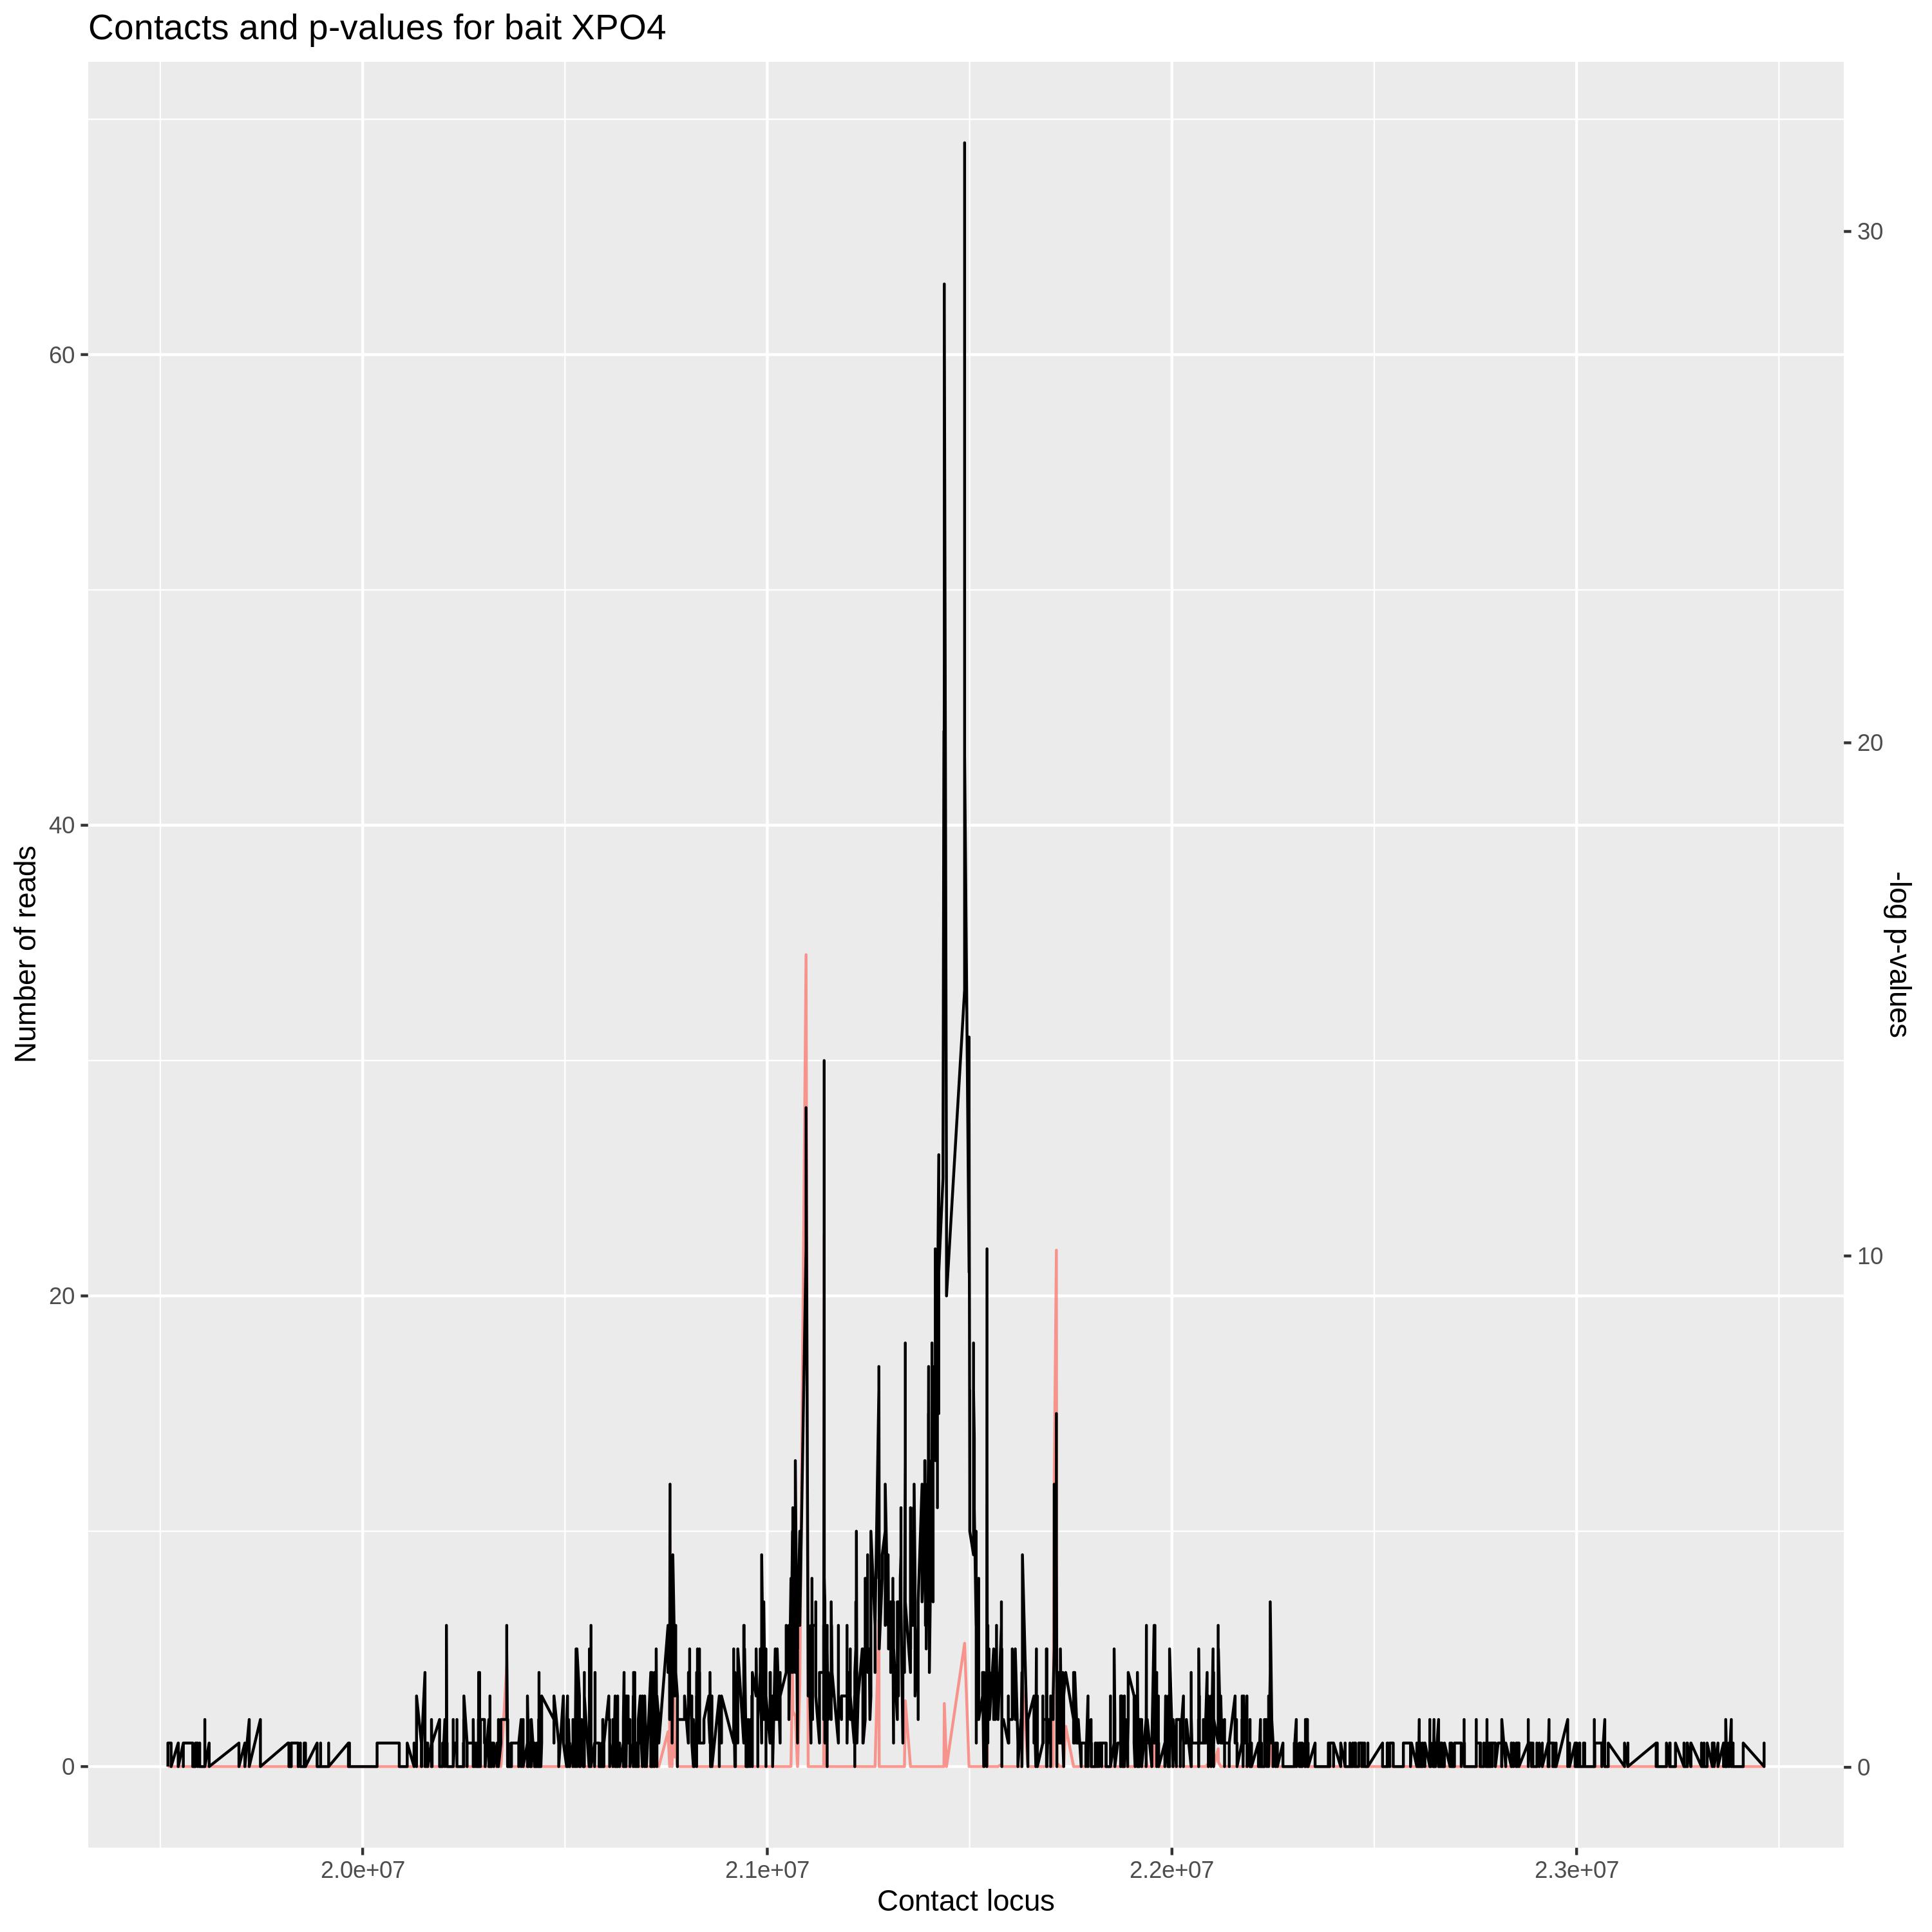 Contacts and p-values for bait XPO4
Number of reads
60
40
20
0
30
20
10
0
-log p-values
2.0e+07
2.1e+07
2.2e+07
2.3e+07
Contact locus